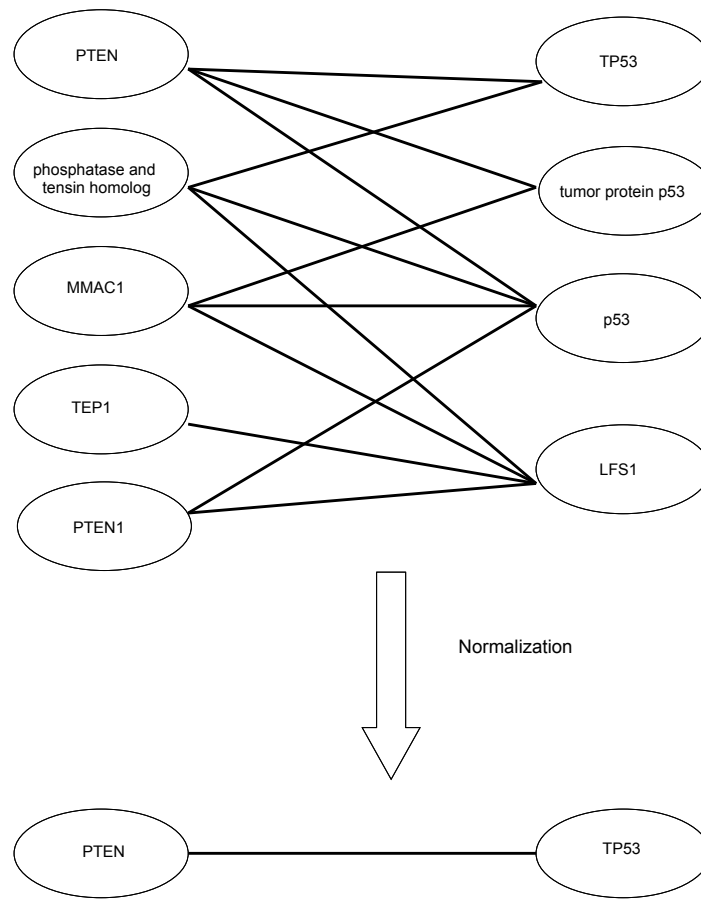 PTEN
TP53
phosphatase and
tensin homolog
tumor protein p53
MMAC1
p53
TEP1
LFS1
PTEN1
Normalization
PTEN
TP53